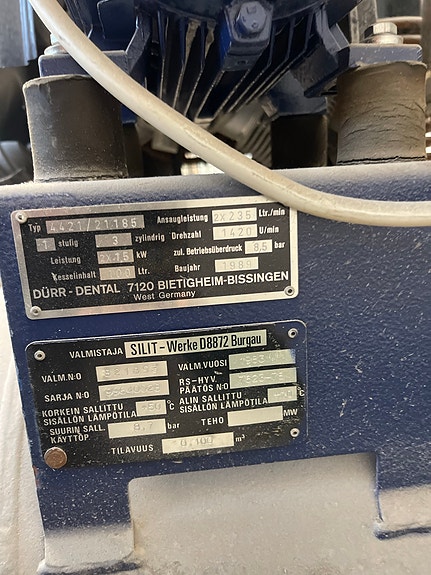 Typ 4421/21185 Ansaugleistung 2x235 Ltr./min
1 stufig 3 zylindrig Drehzahl 1420 U/min
Leistung 2x1,5 kW zul. Betriebsüberdruck 8,5 bar
Kesselinhalt 100 Ltr. Baujahr 1989
DÜRR-DENTAL 7120 BIETIGHEIM-BISSINGEN
West Germany
VALMISTAJA SILIT-Werke D8872 Burgau
VALM.N:O VALM.VUOSI
SARJA N:O RS-HYV. PÄÄTÖS N:O
KORKEIN SALLITTU SISÄLLÖN LÄMPÖTILA °C ALIN SALLITTU SISÄLLÖN LÄMPÖTILA °C
SUURIN SALL. KÄYTTÖP. bar TEHO MW
TILAVUUS 0,100 m³